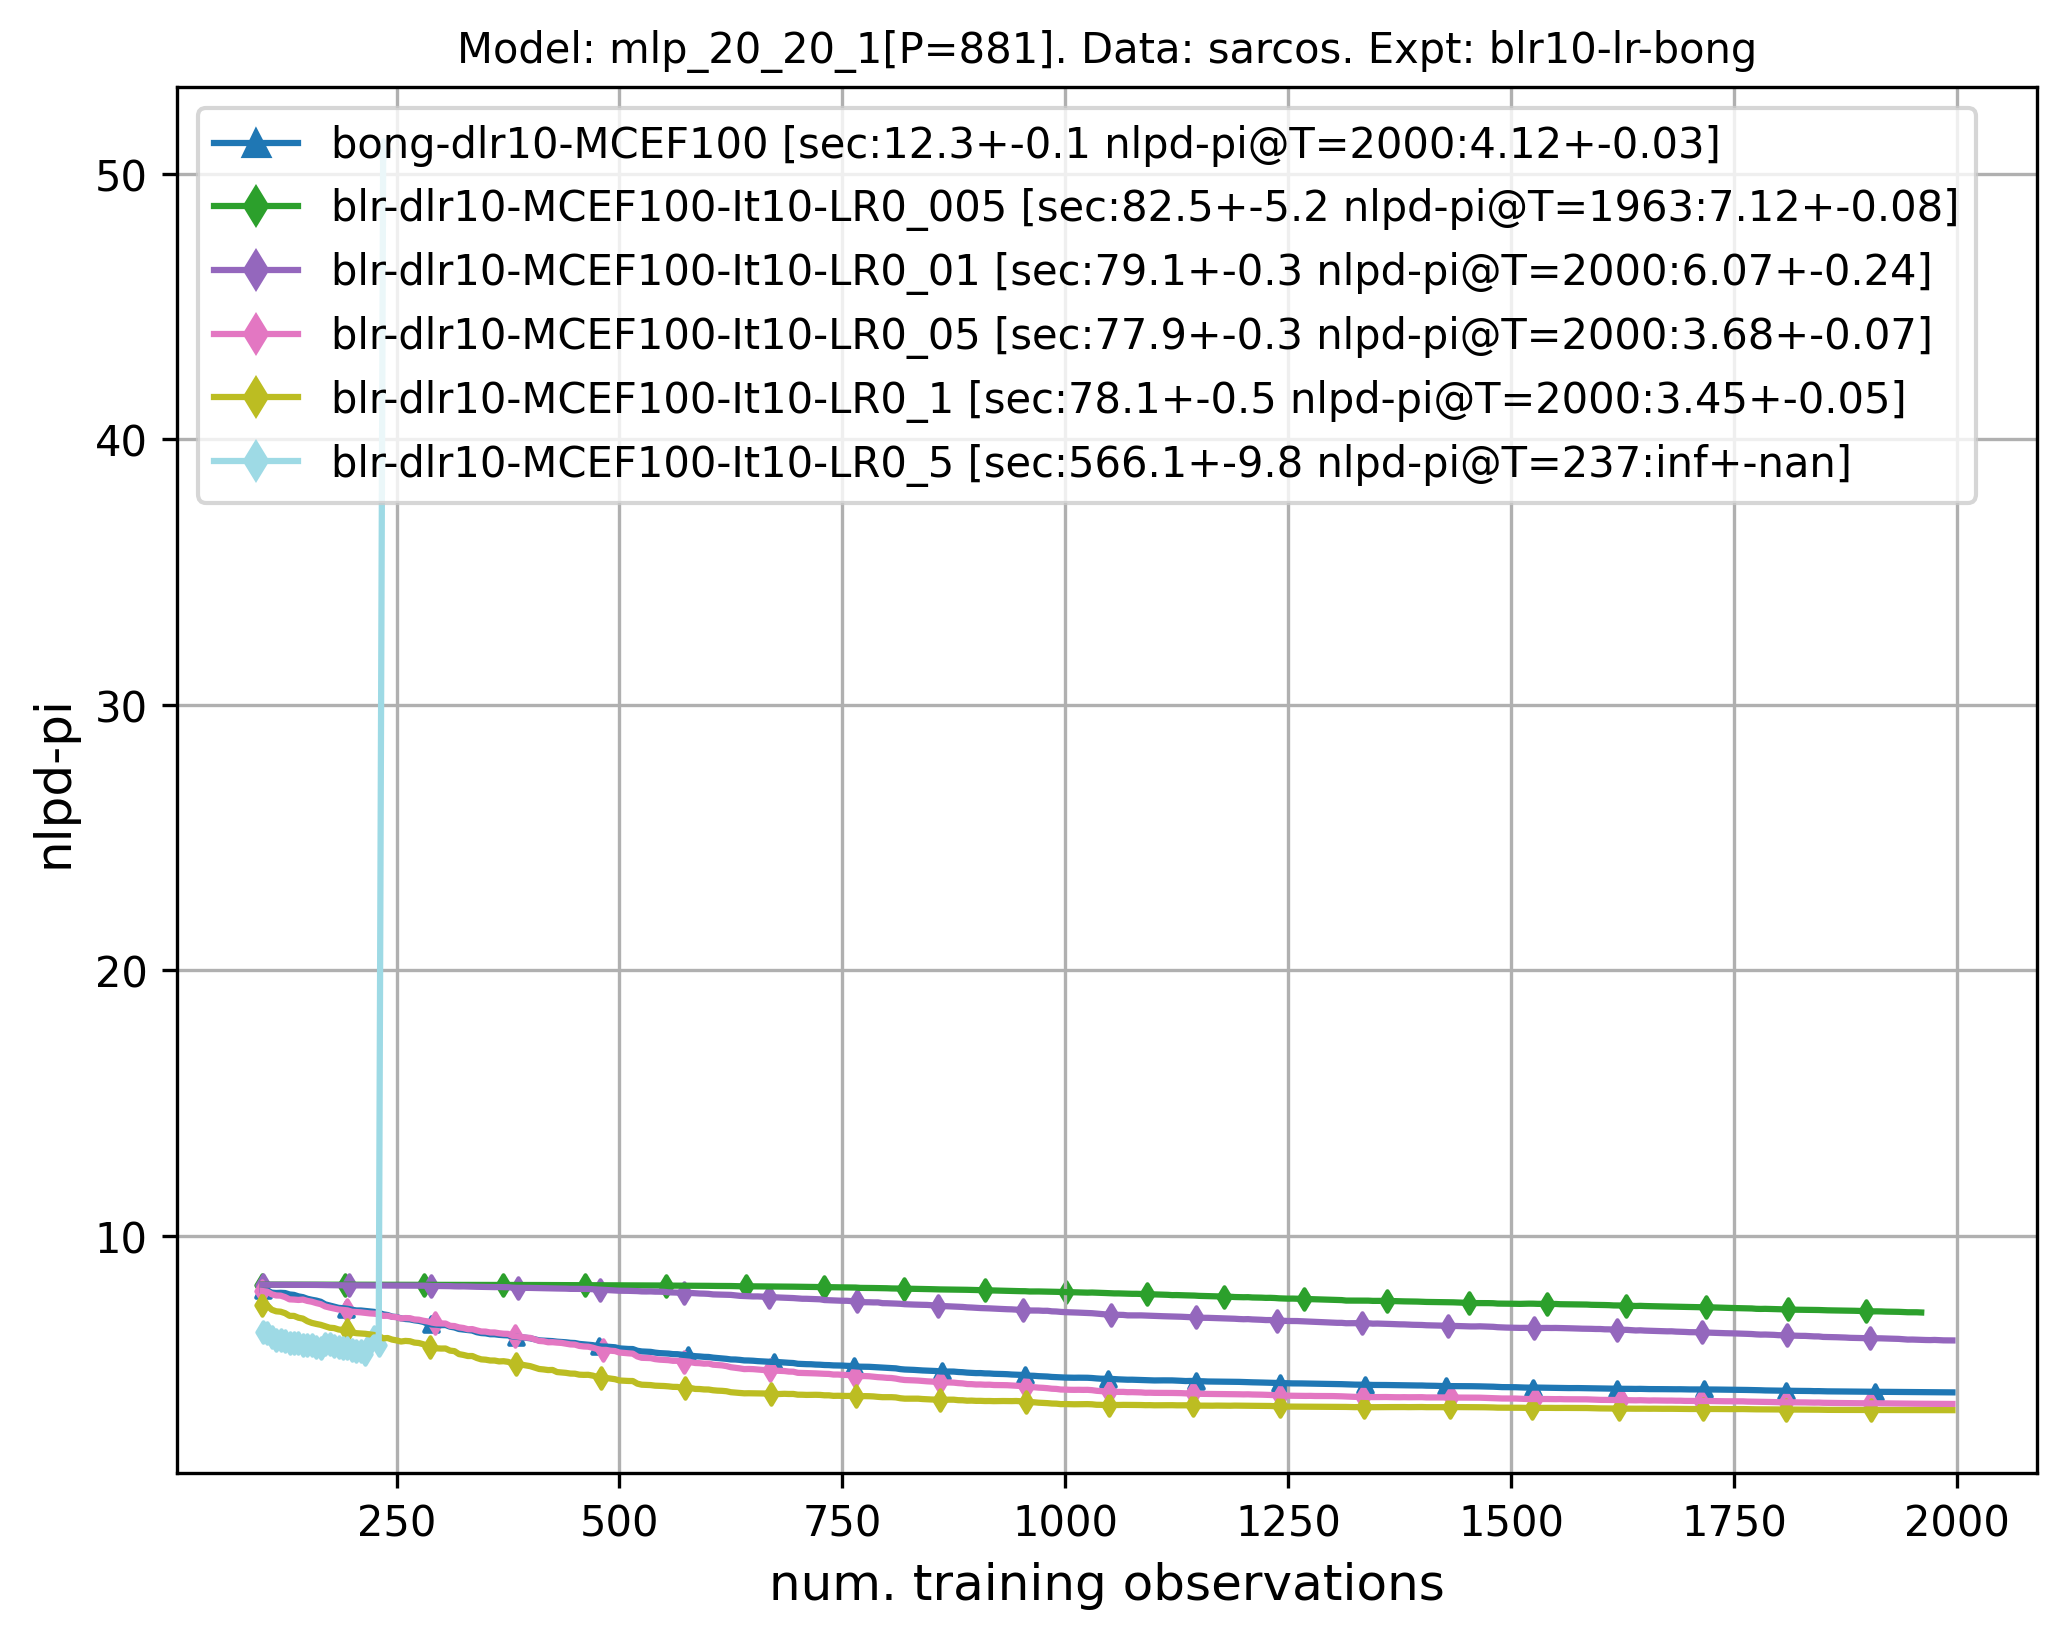 Model: mlp_20_20_1[P=881]. Data: sarcos. Expt: blr10-lr-bong
bong-dlr10-MCEF100 [sec:12.3+-0.1 nlpd-pi@T=2000:4.12+-0.03]
blr-dlr10-MCEF100-It10-LR0_005 [sec:82.5+-5.2 nlpd-pi@T=1963:7.12+-0.08]
blr-dlr10-MCEF100-It10-LR0_01 [sec:79.1+-0.3 nlpd-pi@T=2000:6.07+-0.24]
blr-dlr10-MCEF100-It10-LR0_05 [sec:77.9+-0.3 nlpd-pi@T=2000:3.68+-0.07]
blr-dlr10-MCEF100-It10-LR0_1 [sec:78.1+-0.5 nlpd-pi@T=2000:3.45+-0.05]
blr-dlr10-MCEF100-It10-LR0_5 [sec:566.1+-9.8 nlpd-pi@T=237:inf+-nan]
50
40
30
20
10
nlpd-pi
250 500 750 1000 1250 1500 1750 2000
num. training observations